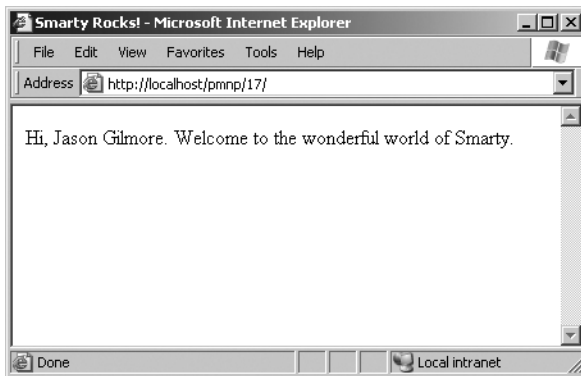 Smarty Rocks! - Microsoft Internet Explorer
File Edit View Favorites Tools Help
Address http://localhost/pmnp/17/
Hi, Jason Gilmore. Welcome to the wonderful world of Smarty.
Done Local intranet